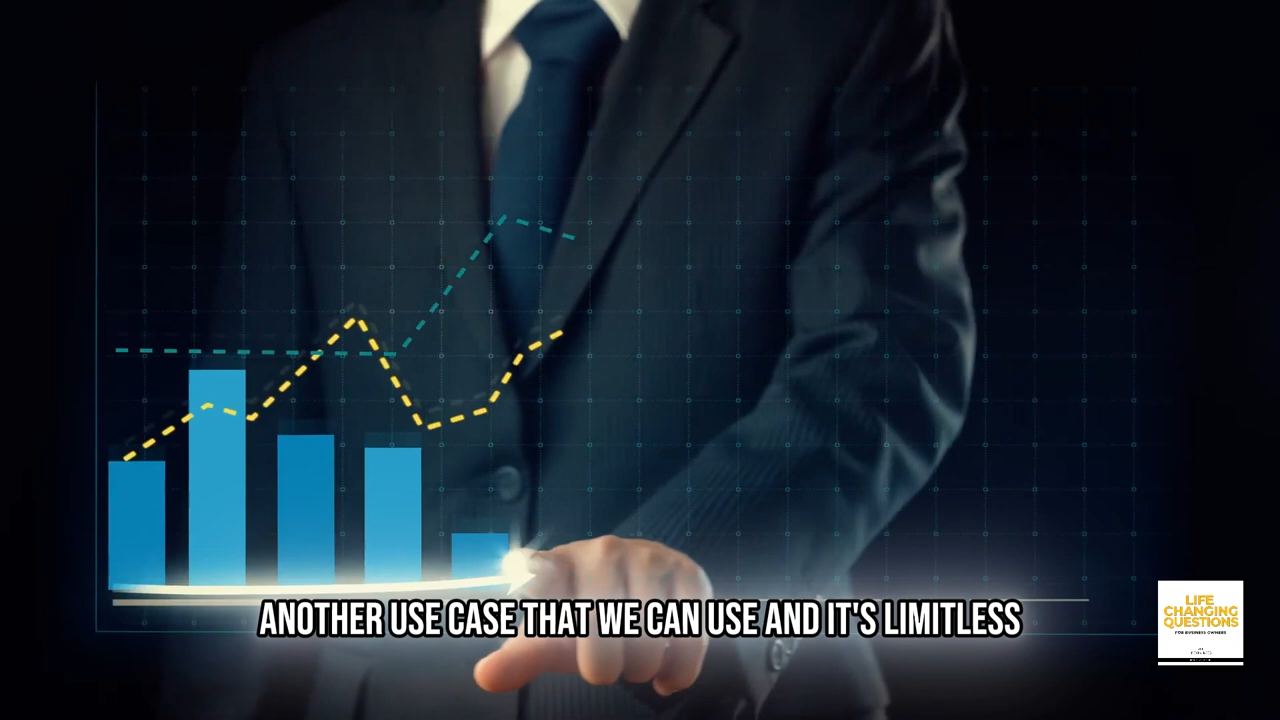 ANOTHER USE CASE THAT WE CAN USE AND IT'S LIMITLESS
LIFE
CHANGING
QUESTIONS
FOR BUSINESS OWNERS